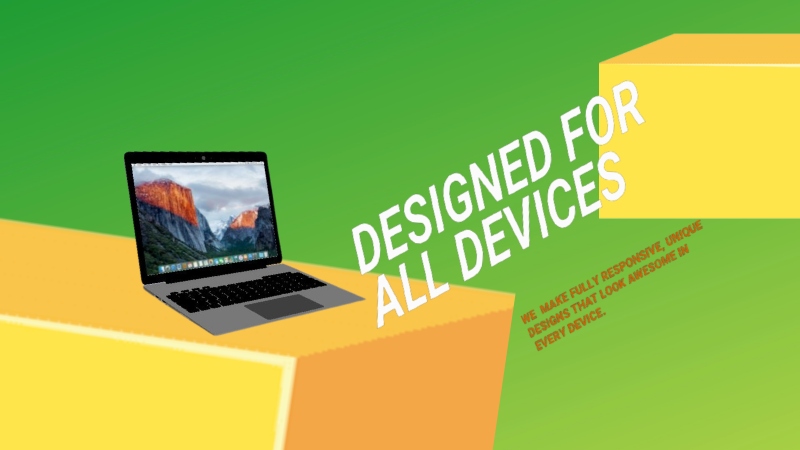 DESIGNED FOR
ALL DEVICES
WE MAKE FULLY RESPONSIVE, UNIQUE
DESIGNS THAT LOOK AWESOME IN
EVERY DEVICE.